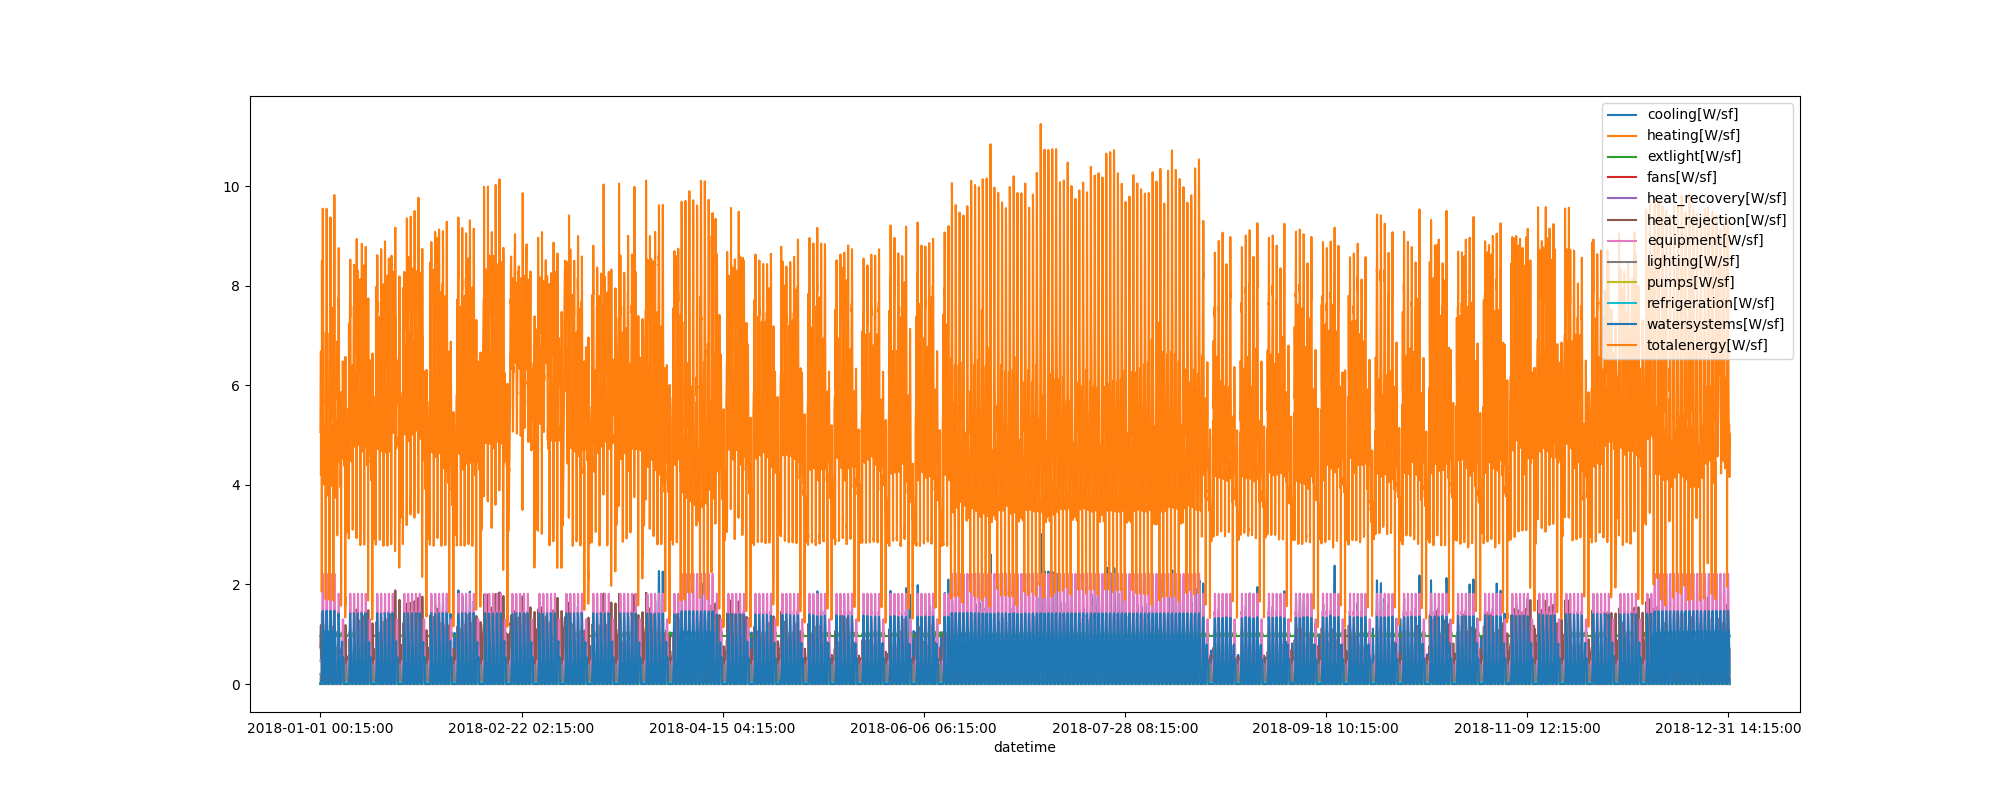 cooling[W/sf]
heating[W/sf]
extlight[W/sf]
fans[W/sf]
heat_recovery[W/sf]
heat_rejection[W/sf]
equipment[W/sf]
lighting[W/sf]
pumps[W/sf]
refrigeration[W/sf]
watersystems[W/sf]
totalenergy[W/sf]
10
8
6
4
2
0
2018-01-01 00:15:00 2018-02-22 02:15:00 2018-04-15 04:15:00 2018-06-06 06:15:00 2018-07-28 08:15:00 2018-09-18 10:15:00 2018-11-09 12:15:00 2018-12-31 14:15:00
datetime